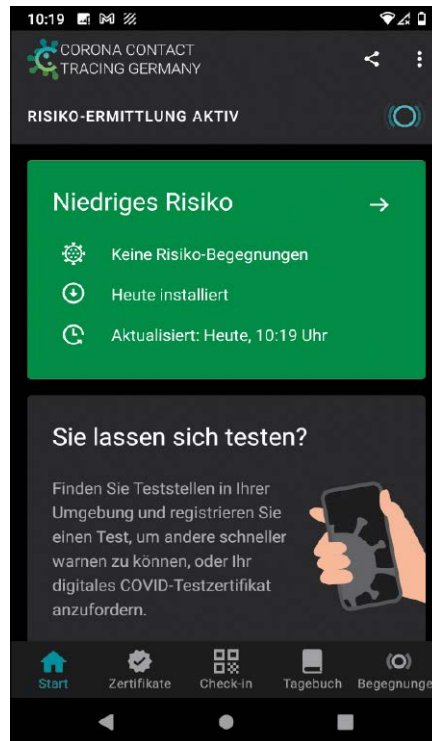 10:19
CORONA CONTACT
TRACING GERMANY
RISIKO-ERMITTLUNG AKTIV
Niedriges Risiko
Keine Risiko-Begegnungen
Heute installiert
Aktualisiert: Heute, 10:19 Uhr
Sie lassen sich testen?
Finden Sie Teststellen in Ihrer
Umgebung und registrieren Sie
einen Test, um andere schneller
warnen zu können, oder Ihr
digitales COVID-Testzertifikat
anzufordern.
Start Zertifikate Check-in Tagebuch Begegnunge